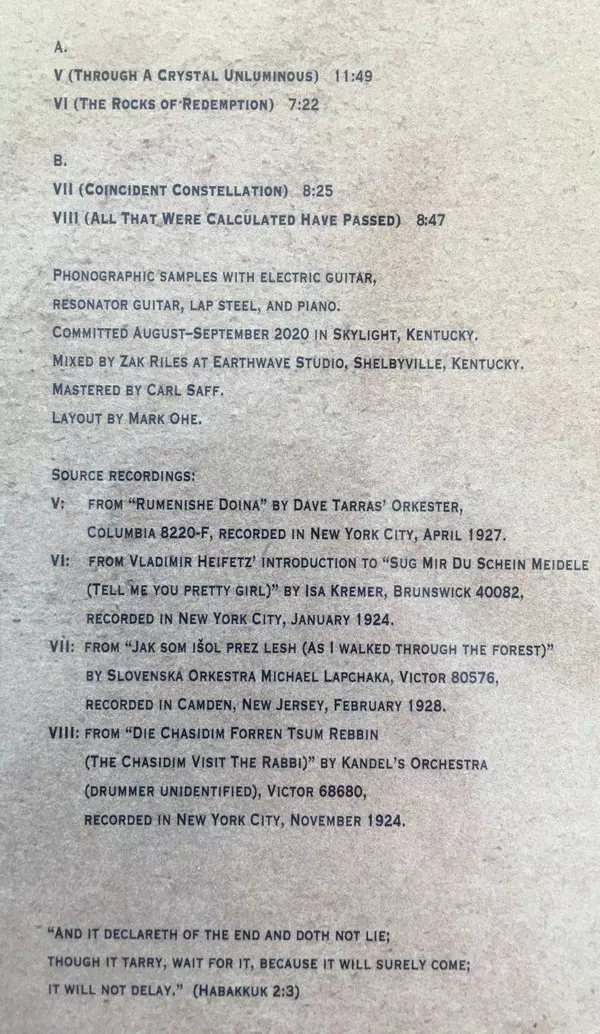 A.
V (Through A Crystal Unluminous) 11:49
VI (The Rocks of Redemption) 7:22
B.
VII (Coincident Constellation) 8:25
VIII (All That Were Calculated Have Passed) 8:47
Phonographic samples with electric guitar,
resonator guitar, lap steel, and piano.
Committed August–September 2020 in Skylight, Kentucky.
Mixed by Zak Riles at Earthwave Studio, Shelbyville, Kentucky.
Mastered by Carl Saff.
Layout by Mark Ohe.
Source recordings:
V: from “Rumenishe Doina” by Dave Tarras’ Orkester,
Columbia 8220-F, recorded in New York City, April 1927.
VI: from Vladimir Heifetz’ introduction to “Sug Mir Du Schein Meidele
(Tell me you pretty girl)” by Isa Kremer, Brunswick 40082,
recorded in New York City, January 1924.
VII: from “Jak som išol prez lesh (As I walked through the forest)”
by Slovenská Orkestra Michael Lapchaka, Victor 80576,
recorded in Camden, New Jersey, February 1928.
VIII: from “Die Chasidim Forren Tsum Rebbin
(The Chasidim Visit The Rabbi)” by Kandel’s Orchestra
(drummer unidentified), Victor 68680,
recorded in New York City, November 1924.
“And it declareth of the end and doth not lie;
though it tarry, wait for it, because it will surely come;
it will not delay.” (Habakkuk 2:3)